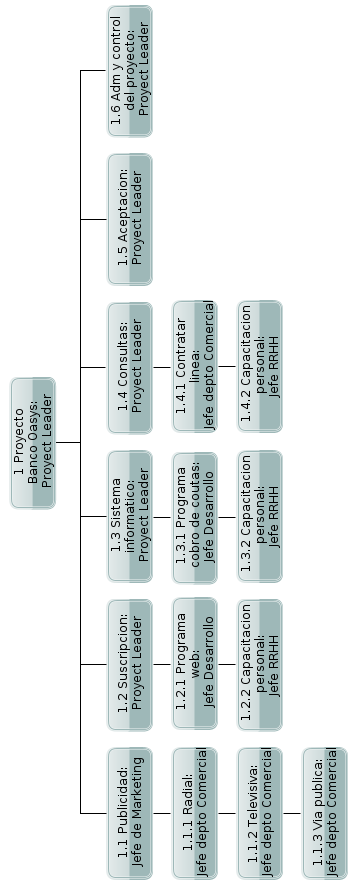 1 Proyecto
Banco Oasys:
Proyect Leader
1.1 Publicidad:
Jefe de Marketing
1.1.1 Radial:
Jefe depto Comercial
1.1.2 Televisiva:
Jefe depto Comercial
1.1.3 Via publica:
Jefe depto Comercial
1.2 Suscripcion:
Proyect Leader
1.2.1 Programa
web:
Jefe Desarrollo
1.2.2 Capacitacion
personal:
Jefe RRHH
1.3 Sistema
informatico:
Proyect Leader
1.3.1 Programa
cobro de coutas:
Jefe Desarrollo
1.3.2 Capacitacion
personal:
Jefe RRHH
1.4 Consultas:
Proyect Leader
1.4.1 Contratar
linea:
Jefe depto Comercial
1.4.2 Capacitacion
personal:
Jefe RRHH
1.5 Aceptacion:
Proyect Leader
1.6 Adm y control
del proyecto:
Proyect Leader